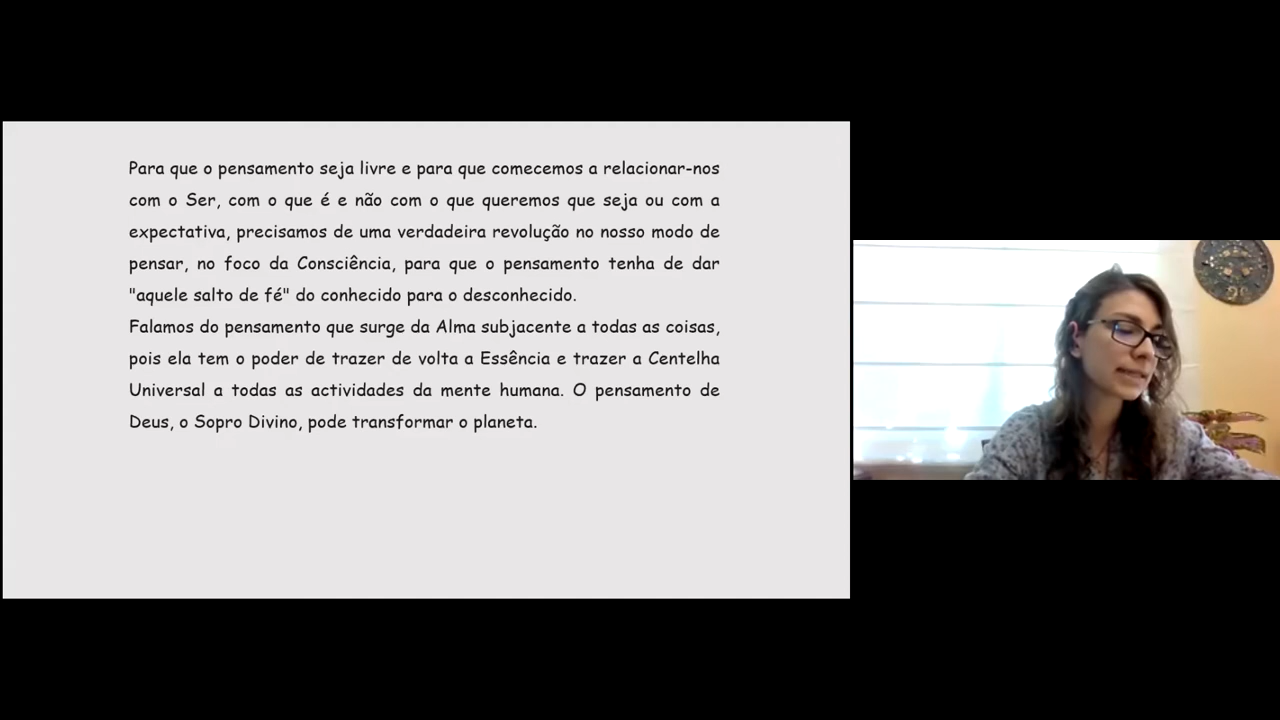 Para que o pensamento seja livre e para que comecemos a relacionar-nos
com o Ser, com o que é e não com o que queremos que seja ou com a
expectativa, precisamos de uma verdadeira revolução no nosso modo de
pensar, no foco da Consciência, para que o pensamento tenha de dar
"aquele salto de fé" do conhecido para o desconhecido.
Falamos do pensamento que surge da Alma subjacente a todas as coisas,
pois ela tem o poder de trazer de volta a Essência e trazer a Centelha
Universal a todas as actividades da mente humana. O pensamento de
Deus, o Sopro Divino, pode transformar o planeta.